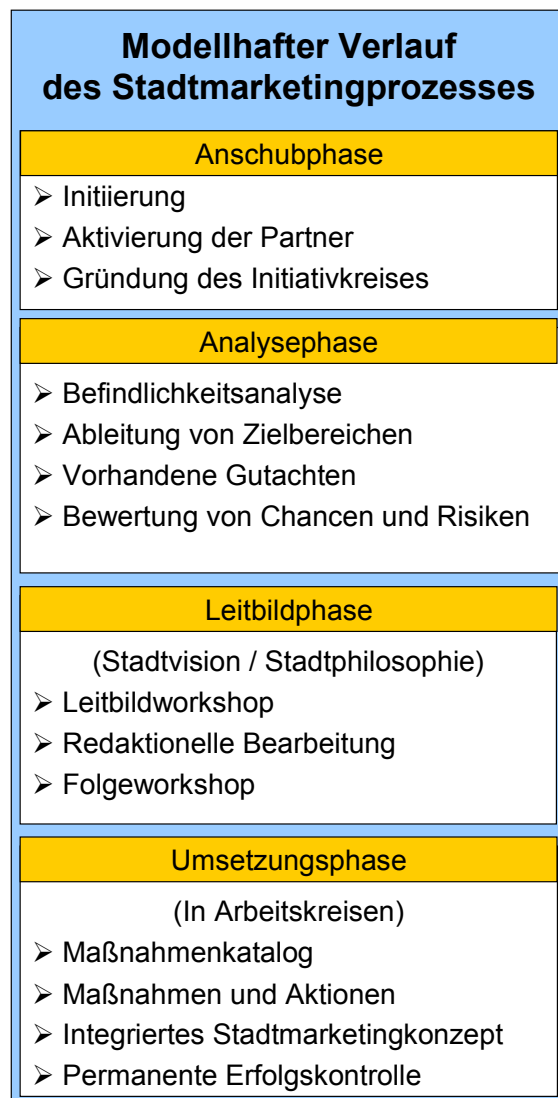 Modellhafter Verlauf
des Stadtmarketingprozesses
Anschubphase
➢ Initiierung
➢ Aktivierung der Partner
➢ Gründung des Initiativkreises
Analysephase
➢ Befindlichkeitsanalyse
➢ Ableitung von Zielbereichen
➢ Vorhandene Gutachten
➢ Bewertung von Chancen und Risiken
Leitbildphase
(Stadtvision / Stadtphilosophie)
➢ Leitbildworkshop
➢ Redaktionelle Bearbeitung
➢ Folgeworkshop
Umsetzungsphase
(In Arbeitskreisen)
➢ Maßnahmenkatalog
➢ Maßnahmen und Aktionen
➢ Integriertes Stadtmarketingkonzept
➢ Permanente Erfolgskontrolle